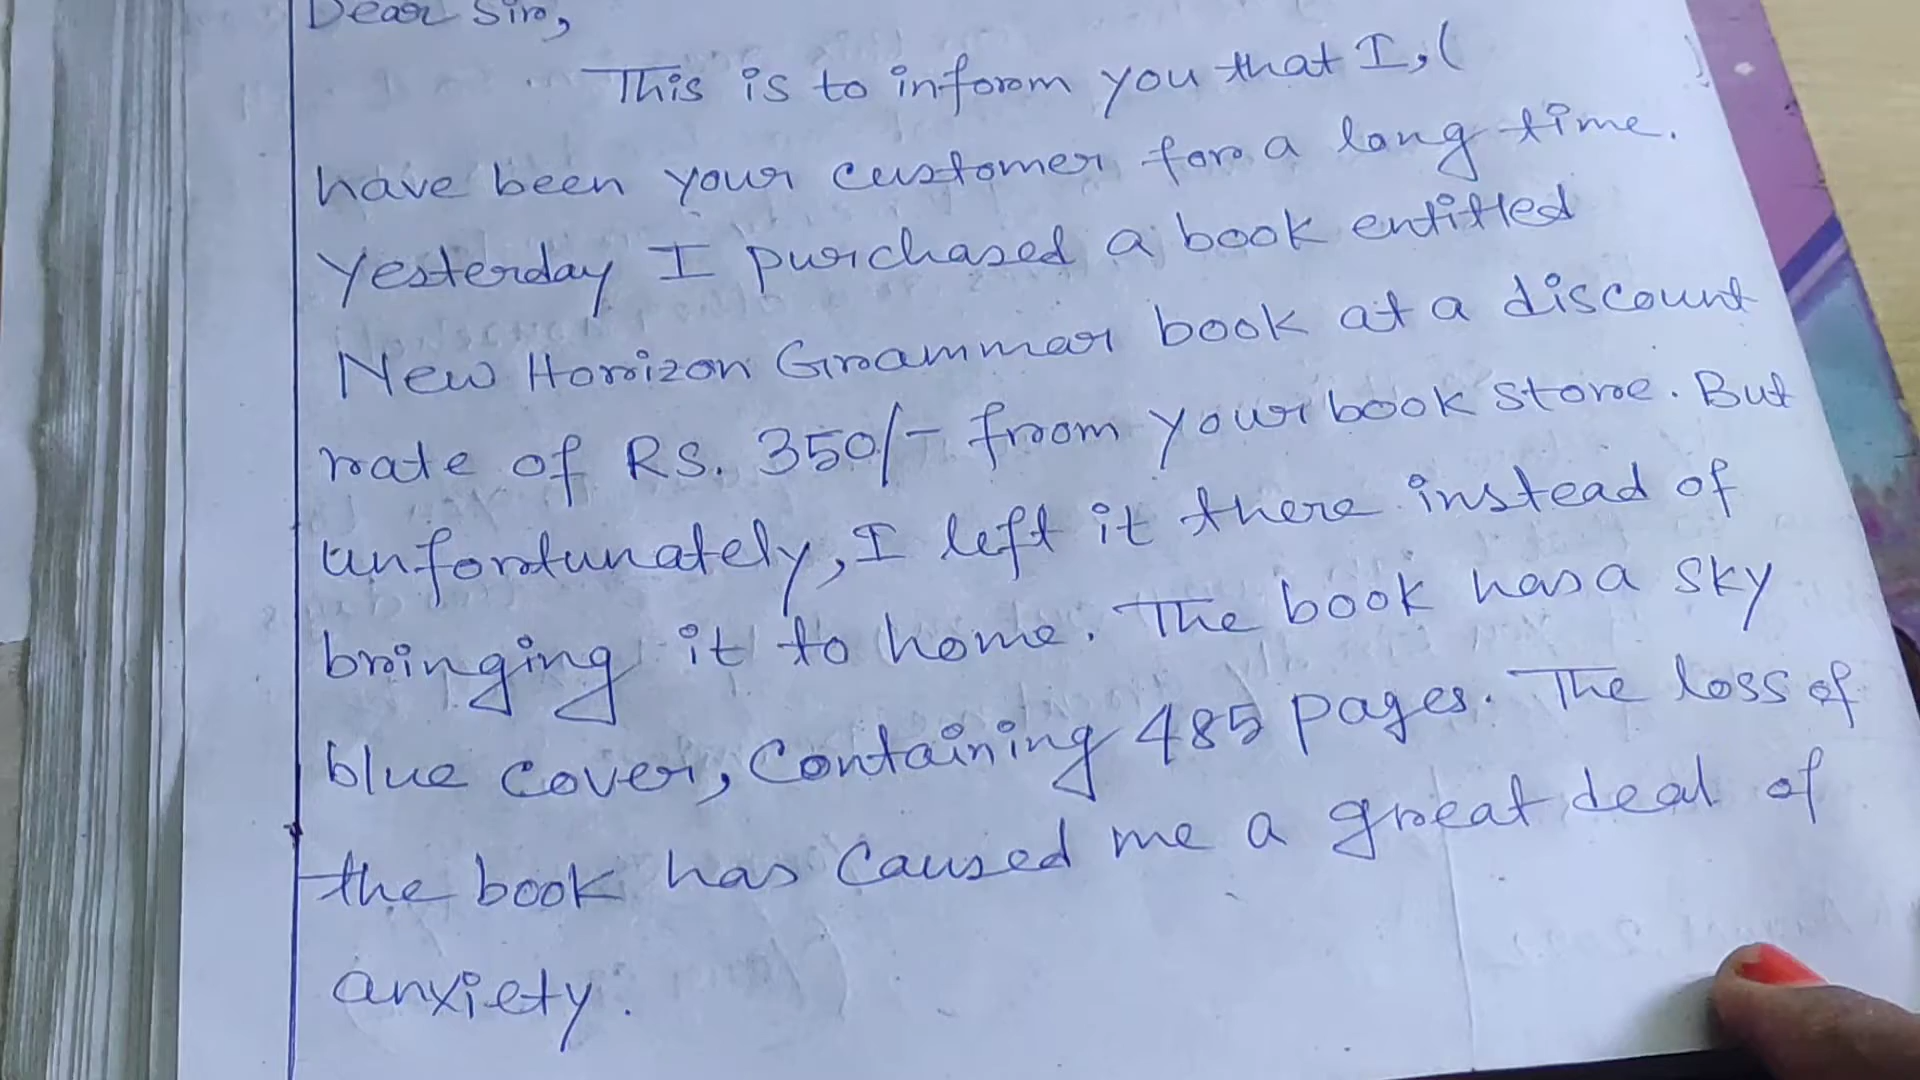 Dear Sir,
This is to inform you that I, (          )
have been your customer for a long time.
Yesterday I purchased a book entitled
New Horizon Grammar book at a discount
rate of RS. 350/- from your book store. But
unfortunately, I left it there instead of
bringing it to home. The book has a sky
blue cover, containing 485 pages. The loss of
the book has caused me a great deal of
anxiety.